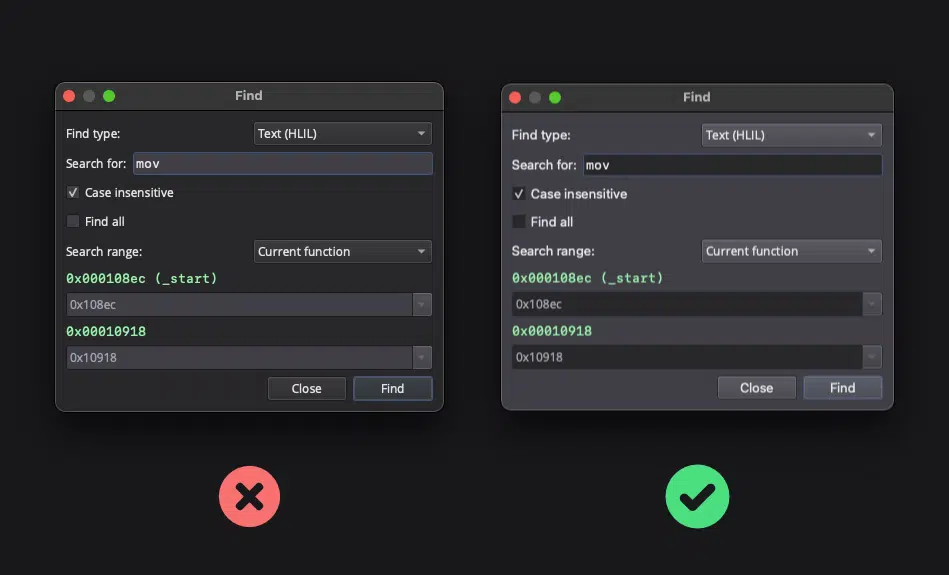 Find
Find type: Text (HLIL)
Search for: mov
Case insensitive
Find all
Search range: Current function
0x000108ec (_start)
0x108ec
0x00010918
0x10918
Close Find
Find
Find type: Text (HLIL)
Search for: mov
Case insensitive
Find all
Search range: Current function
0x000108ec (_start)
0x108ec
0x00010918
0x10918
Close Find